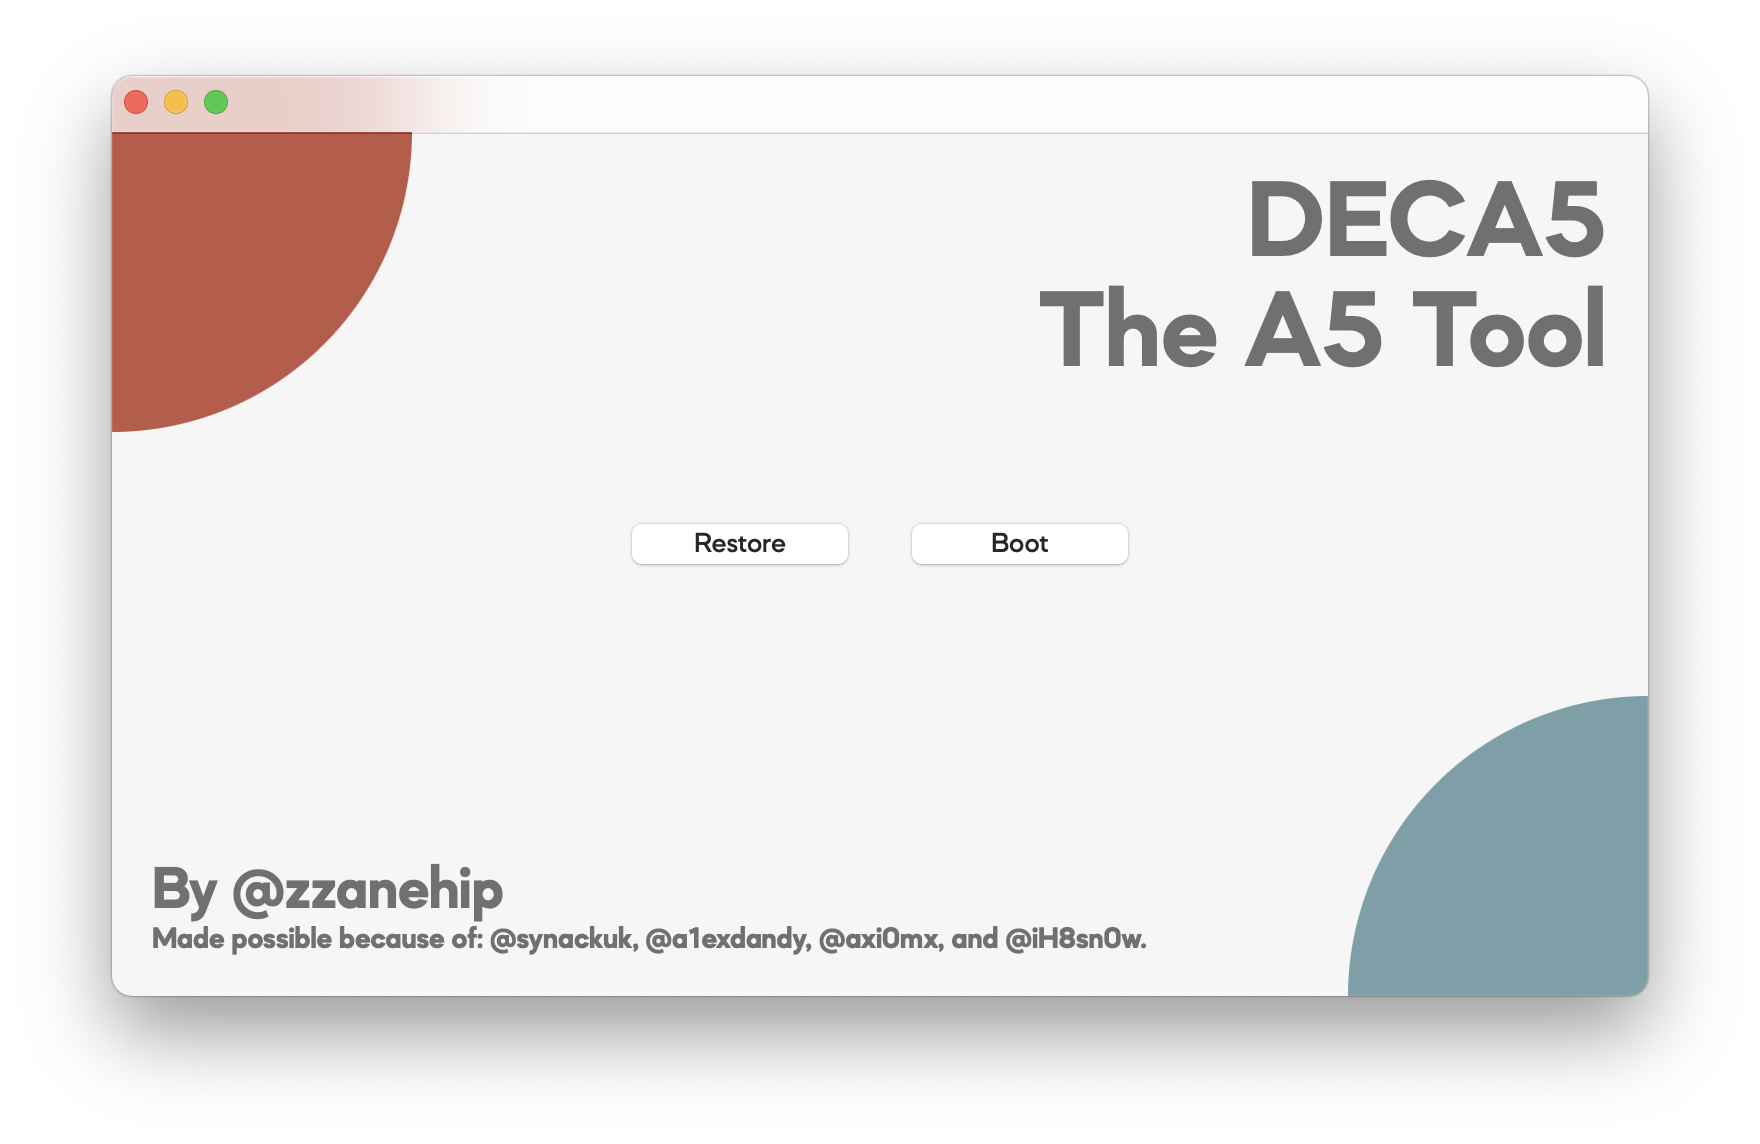 DECA5
The A5 Tool
Restore
Boot
By @zzanehip
Made possible because of: @synackuk, @a1exdandy, @axi0mx, and @iH8sn0w.